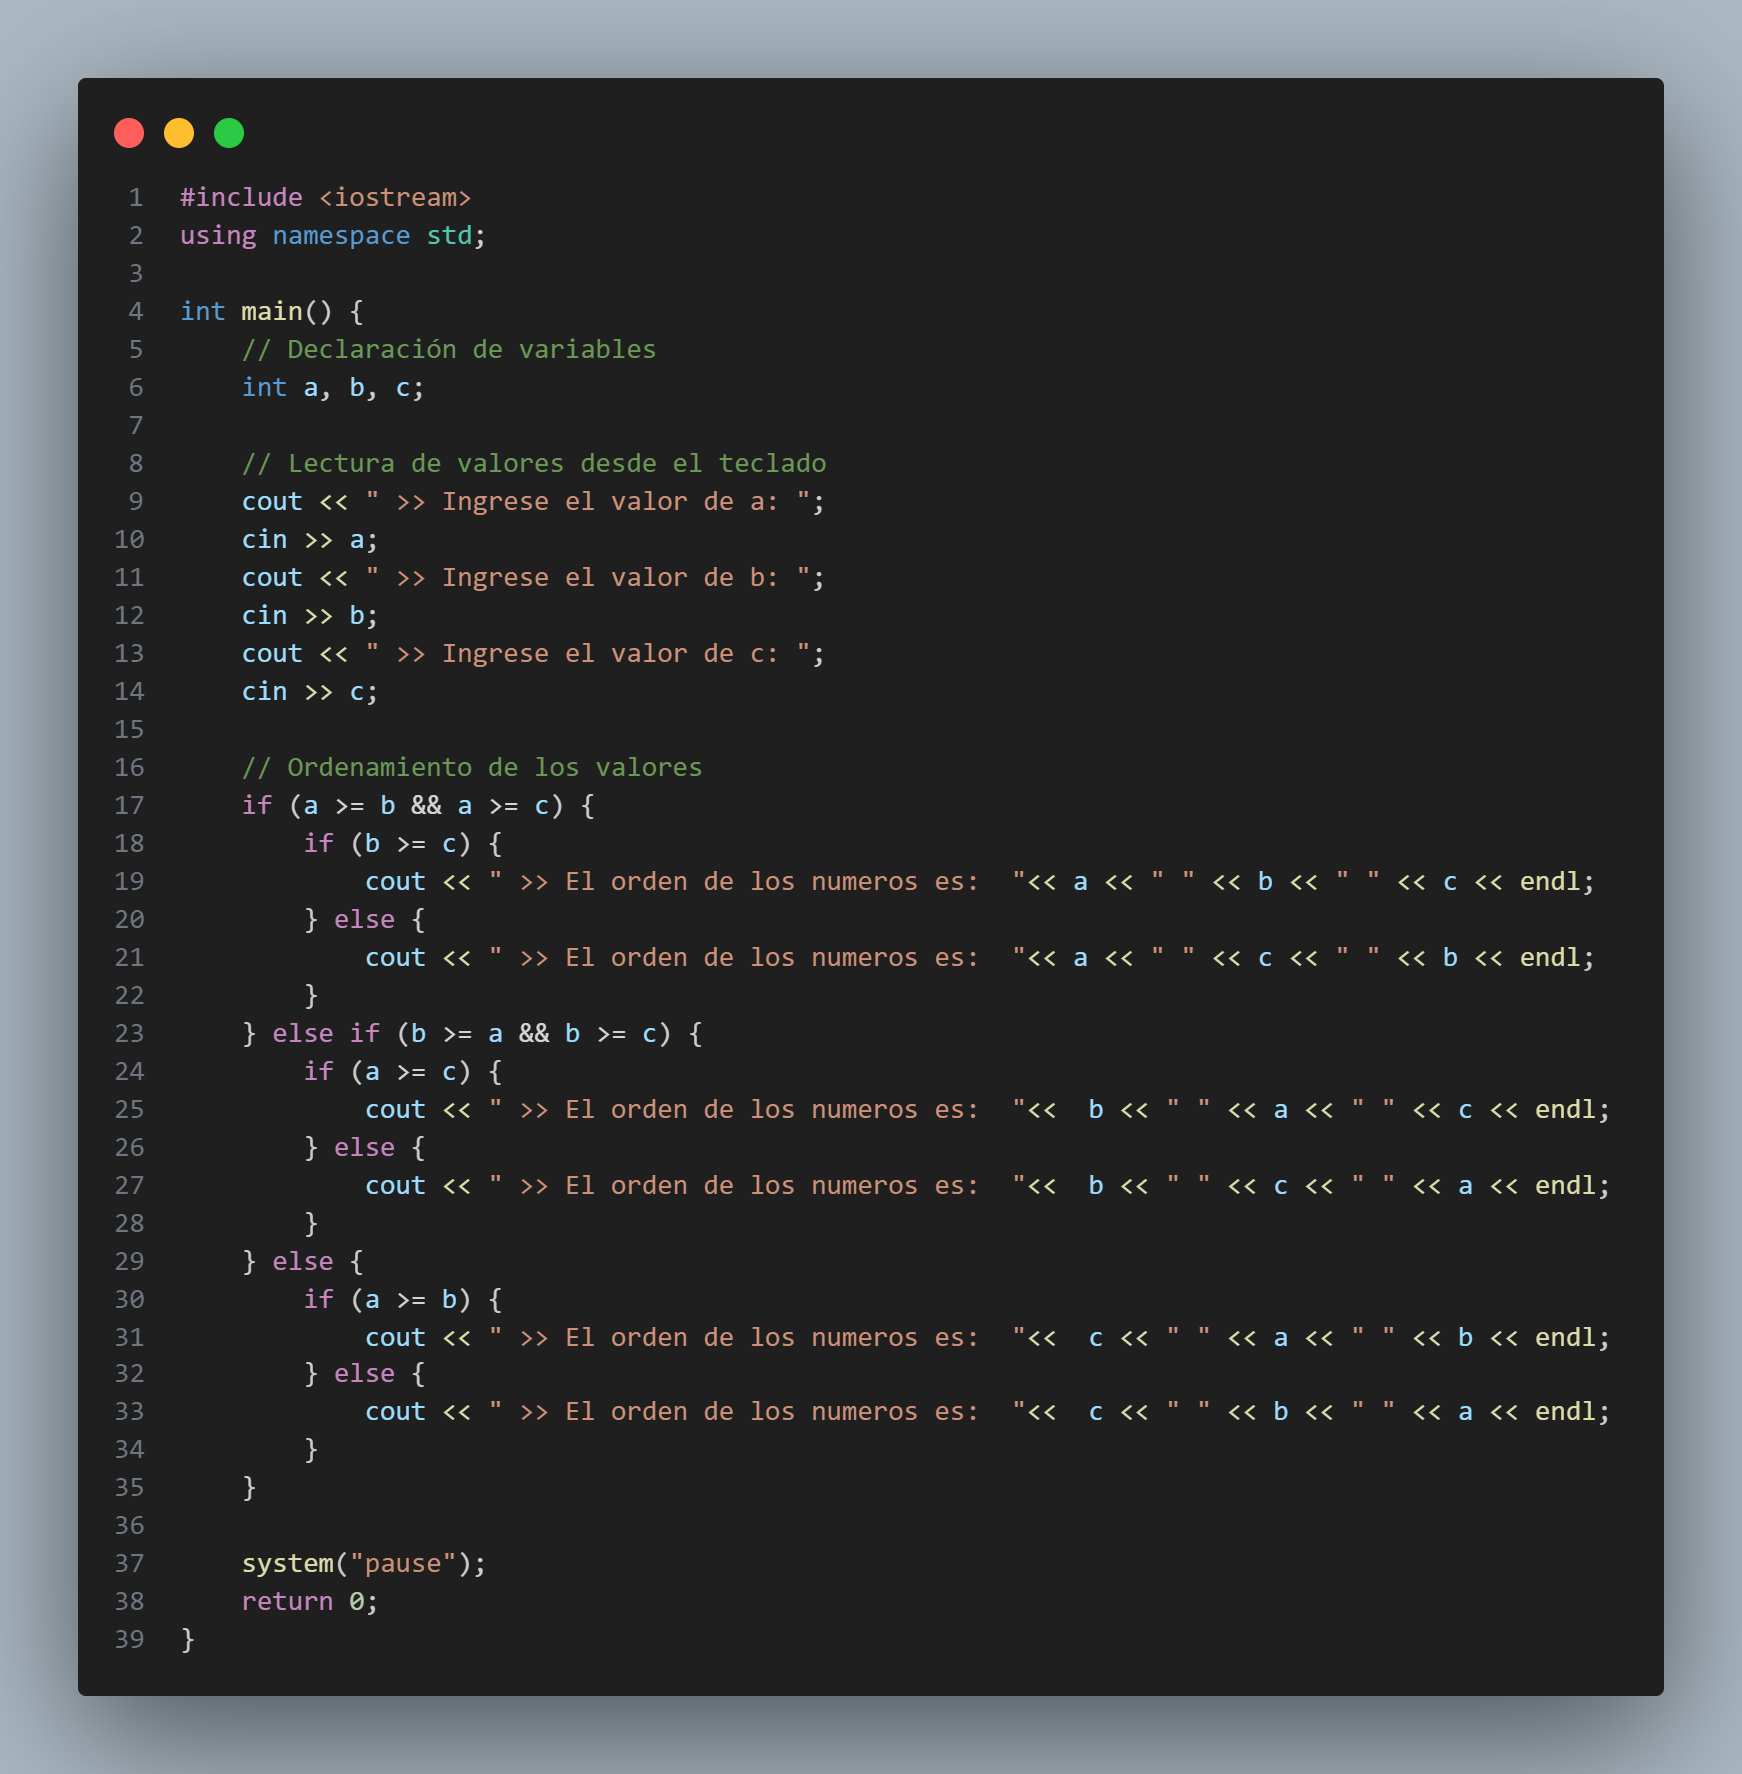 1 #include <iostream>
2 using namespace std;
3
4 int main() {
5     // Declaración de variables
6     int a, b, c;
7
8     // Lectura de valores desde el teclado
9     cout << " >> Ingrese el valor de a: ";
10     cin >> a;
11     cout << " >> Ingrese el valor de b: ";
12     cin >> b;
13     cout << " >> Ingrese el valor de c: ";
14     cin >> c;
15
16     // Ordenamiento de los valores
17     if (a >= b && a >= c) {
18         if (b >= c) {
19             cout << " >> El orden de los numeros es:  "<< a << " " << b << " " << c << endl;
20         } else {
21             cout << " >> El orden de los numeros es:  "<< a << " " << c << " " << b << endl;
22         }
23     } else if (b >= a && b >= c) {
24         if (a >= c) {
25             cout << " >> El orden de los numeros es:  "<<  b << " " << a << " " << c << endl;
26         } else {
27             cout << " >> El orden de los numeros es:  "<<  b << " " << c << " " << a << endl;
28         }
29     } else {
30         if (a >= b) {
31             cout << " >> El orden de los numeros es:  "<<  c << " " << a << " " << b << endl;
32         } else {
33             cout << " >> El orden de los numeros es:  "<<  c << " " << b << " " << a << endl;
34         }
35     }
36
37     system("pause");
38     return 0;
39 }